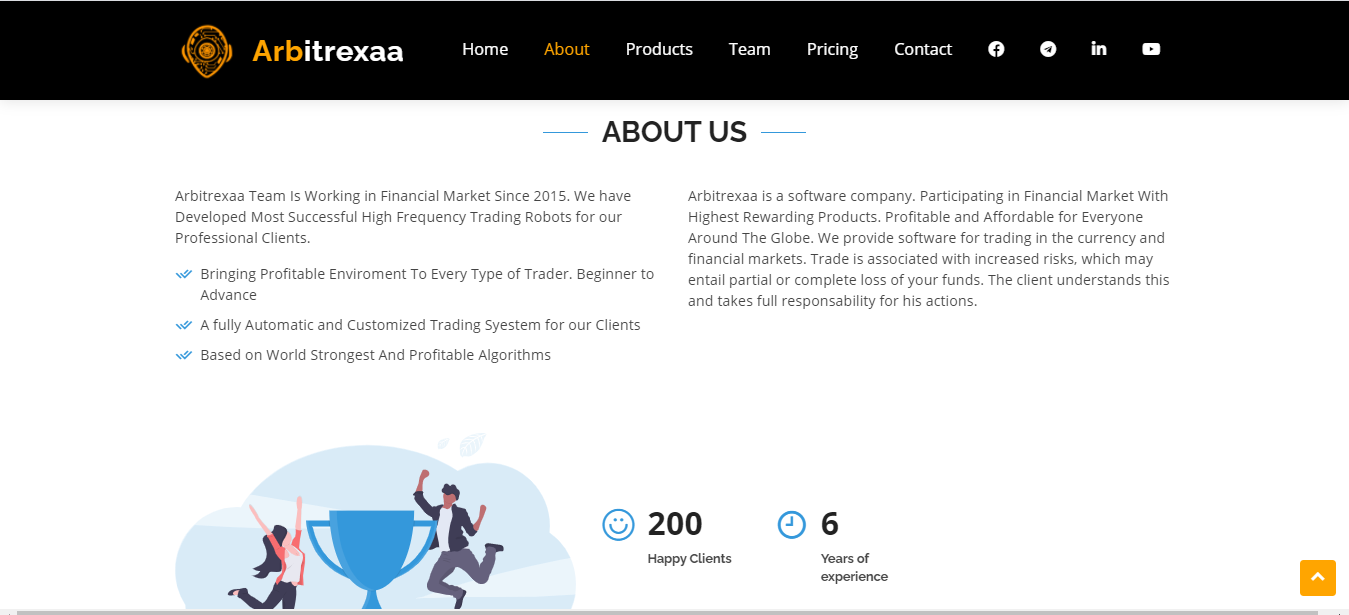 Arbitrexaa
Home
About
Products
Team
Pricing
Contact
ABOUT US
Arbitrexaa Team Is Working in Financial Market Since 2015. We have
Developed Most Successful High Frequency Trading Robots for our
Professional Clients.
Bringing Profitable Enviroment To Every Type of Trader. Beginner to
Advance
A fully Automatic and Customized Trading Syestem for our Clients
Based on World Strongest And Profitable Algorithms
Arbitrexaa is a software company. Participating in Financial Market With
Highest Rewarding Products. Profitable and Affordable for Everyone
Around The Globe. We provide software for trading in the currency and
financial markets. Trade is associated with increased risks, which may
entail partial or complete loss of your funds. The client understands this
and takes full responsability for his actions.
200
Happy Clients
6
Years of
experience